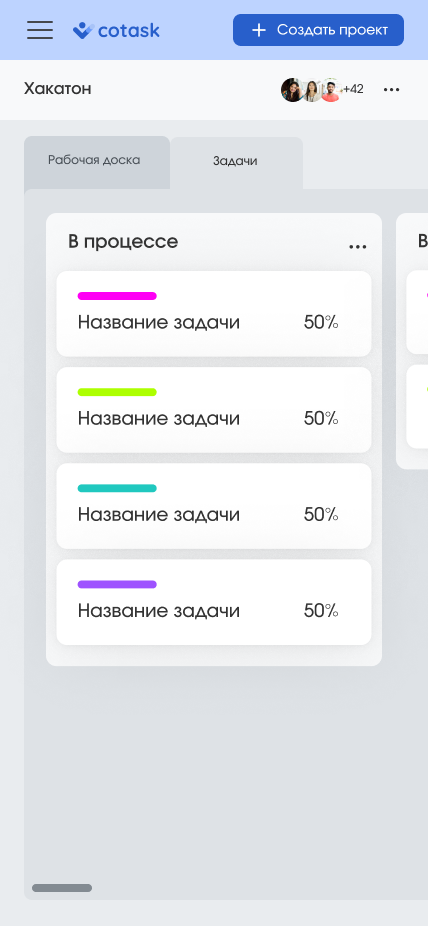 cotask
+ Создать проект
Хакатон
+42
Рабочая доска
Задачи
В процессе
В
Название задачи 50%
Название задачи 50%
Название задачи 50%
Название задачи 50%